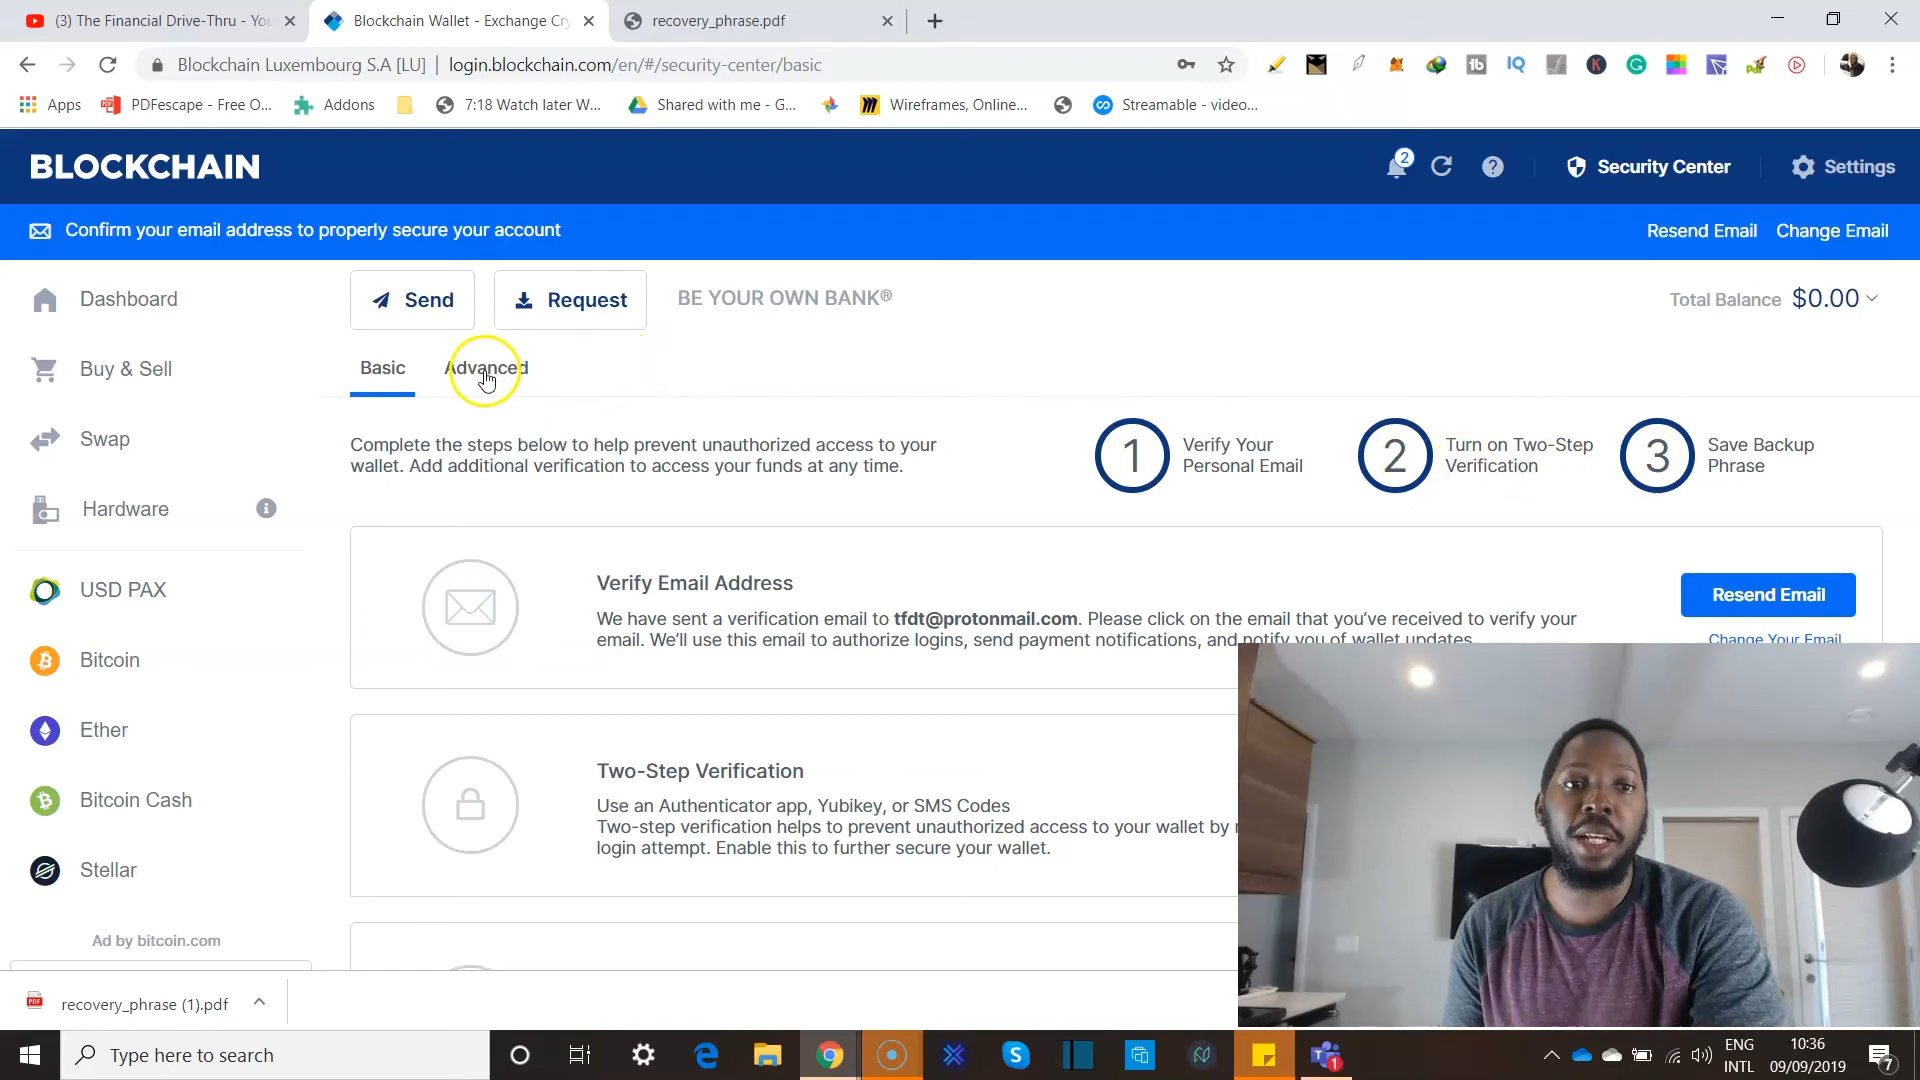 (3) The Financial Drive-Thru - You
Blockchain Wallet - Exchange Cry
recovery_phrase.pdf
Blockchain Luxembourg S.A [LU] | login.blockchain.com/en/#/security-center/basic
Apps
PDFescape - Free O...
Addons
7:18 Watch later W...
Shared with me - G...
Wireframes, Online...
Streamable - video...
BLOCKCHAIN
2
Security Center
Settings
Confirm your email address to properly secure your account
Resend Email
Change Email
Dashboard
Send
Request
BE YOUR OWN BANK®
Total Balance $0.00
Buy & Sell
Basic
Advanced
Swap
Complete the steps below to help prevent unauthorized access to your
wallet. Add additional verification to access your funds at any time.
1
Verify Your
Personal Email
2
Turn on Two-Step
Verification
3
Save Backup
Phrase
Hardware
USD PAX
Verify Email Address
We have sent a verification email to tfdt@protonmail.com. Please click on the email that you've received to verify your
email. We'll use this email to authorize logins, send payment notifications, and notify you of wallet updates.
Resend Email
Change Your Email
Bitcoin
Ether
Two-Step Verification
Use an Authenticator app, Yubikey, or SMS Codes
Two-step verification helps to prevent unauthorized access to your wallet by
login attempt. Enable this to further secure your wallet.
Bitcoin Cash
Stellar
Ad by bitcoin.com
recovery_phrase (1).pdf
Type here to search
1
ENG
INTL
10:36
09/09/2019
7